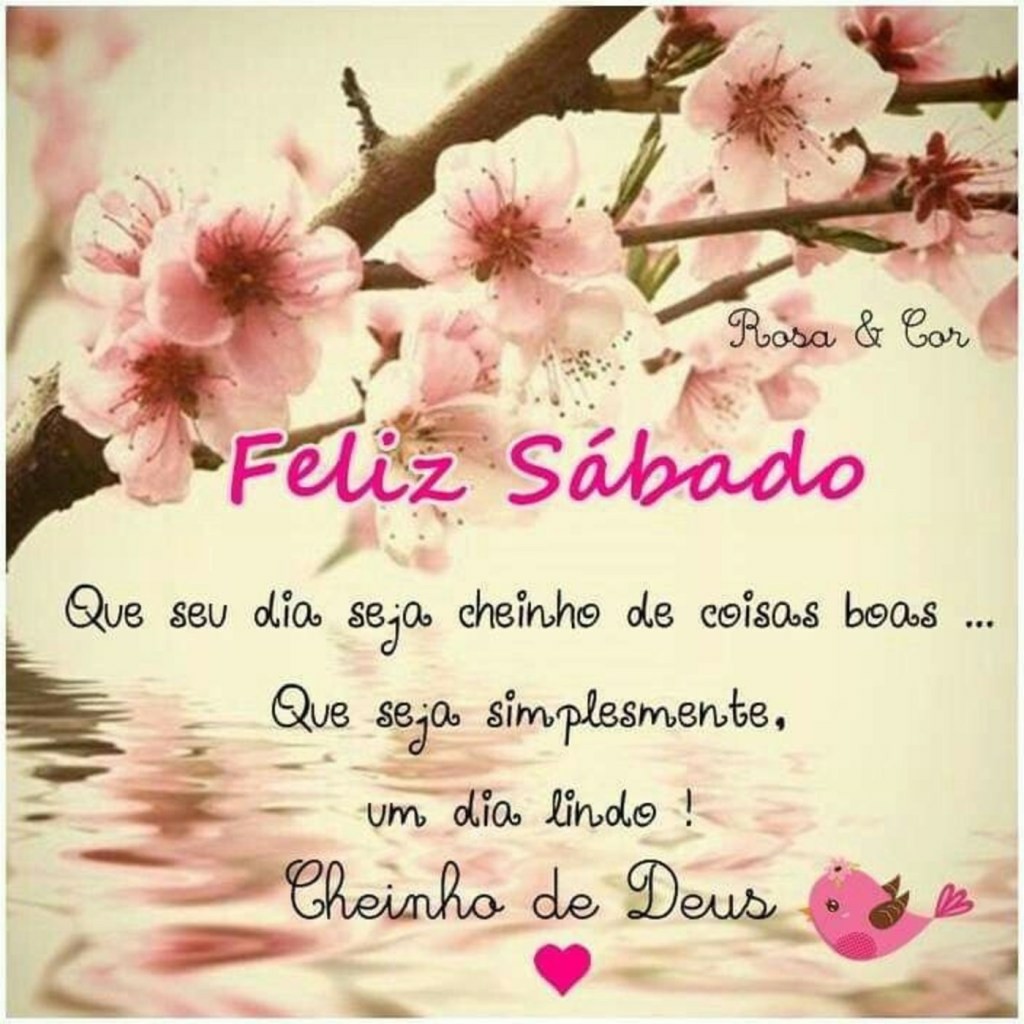 Rosa & Cor
Feliz Sábado
Que seu dia seja cheinho de coisas boas ...
Que seja simplesmente,
um dia lindo !
Cheinho de Deus